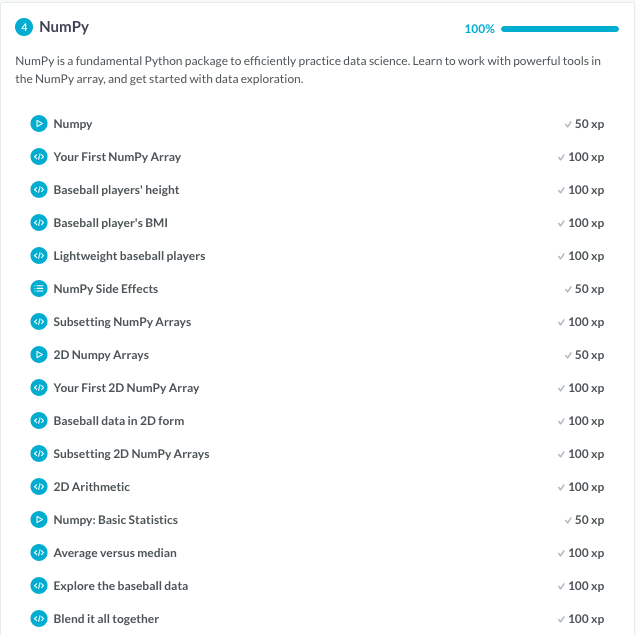 4 NumPy 100%
NumPy is a fundamental Python package to efficiently practice data science. Learn to work with powerful tools in
the NumPy array, and get started with data exploration.
Numpy 50 xp
Your First NumPy Array 100 xp
Baseball players' height 100 xp
Baseball player's BMI 100 xp
Lightweight baseball players 100 xp
NumPy Side Effects 50 xp
Subsetting NumPy Arrays 100 xp
2D Numpy Arrays 50 xp
Your First 2D NumPy Array 100 xp
Baseball data in 2D form 100 xp
Subsetting 2D NumPy Arrays 100 xp
2D Arithmetic 100 xp
Numpy: Basic Statistics 50 xp
Average versus median 100 xp
Explore the baseball data 100 xp
Blend it all together 100 xp